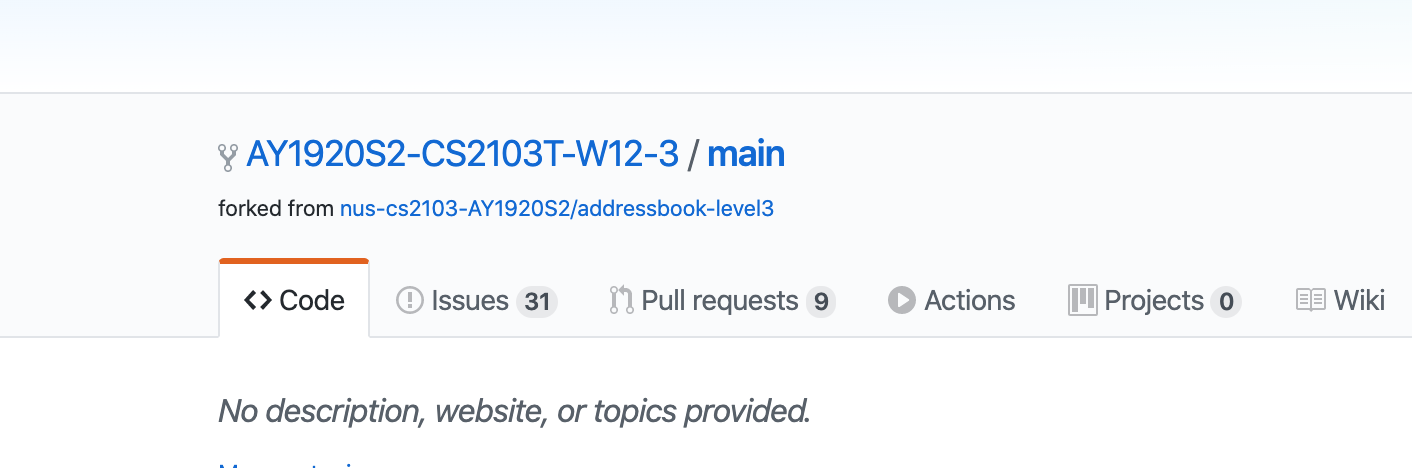 AY1920S2-CS2103T-W12-3 / main
forked from nus-cs2103-AY1920S2/addressbook-level3
Code Issues 31 Pull requests 9 Actions Projects 0 Wiki
No description, website, or topics provided.